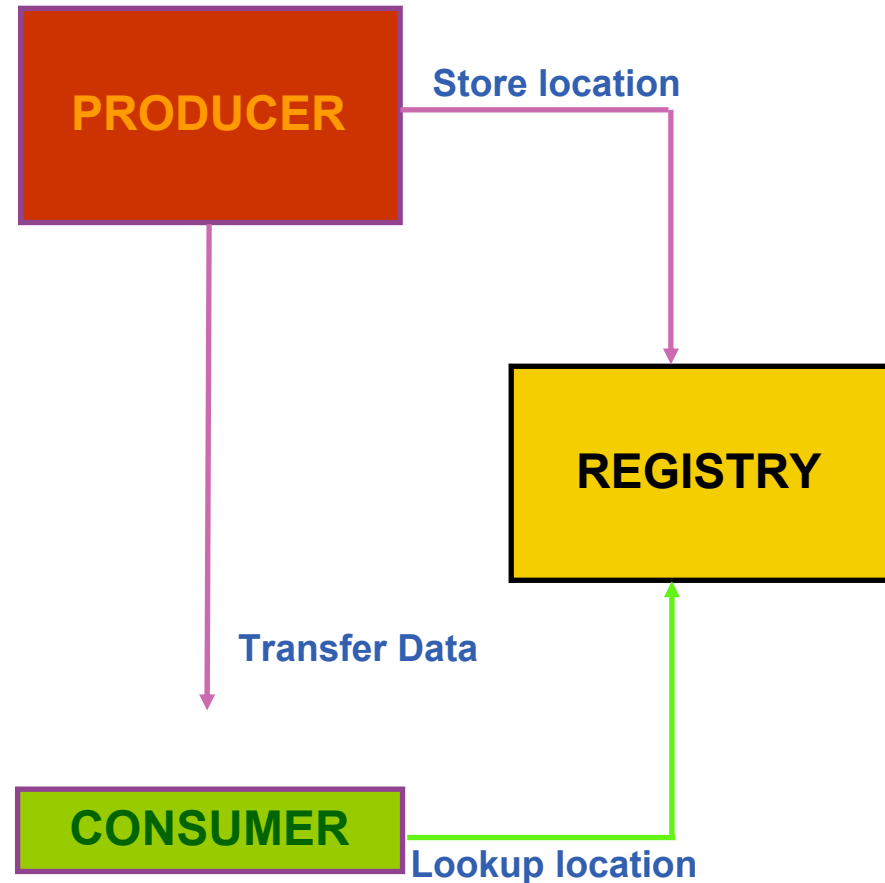 Store location
PRODUCER
REGISTRY
Transfer Data
CONSUMER
Lookup location